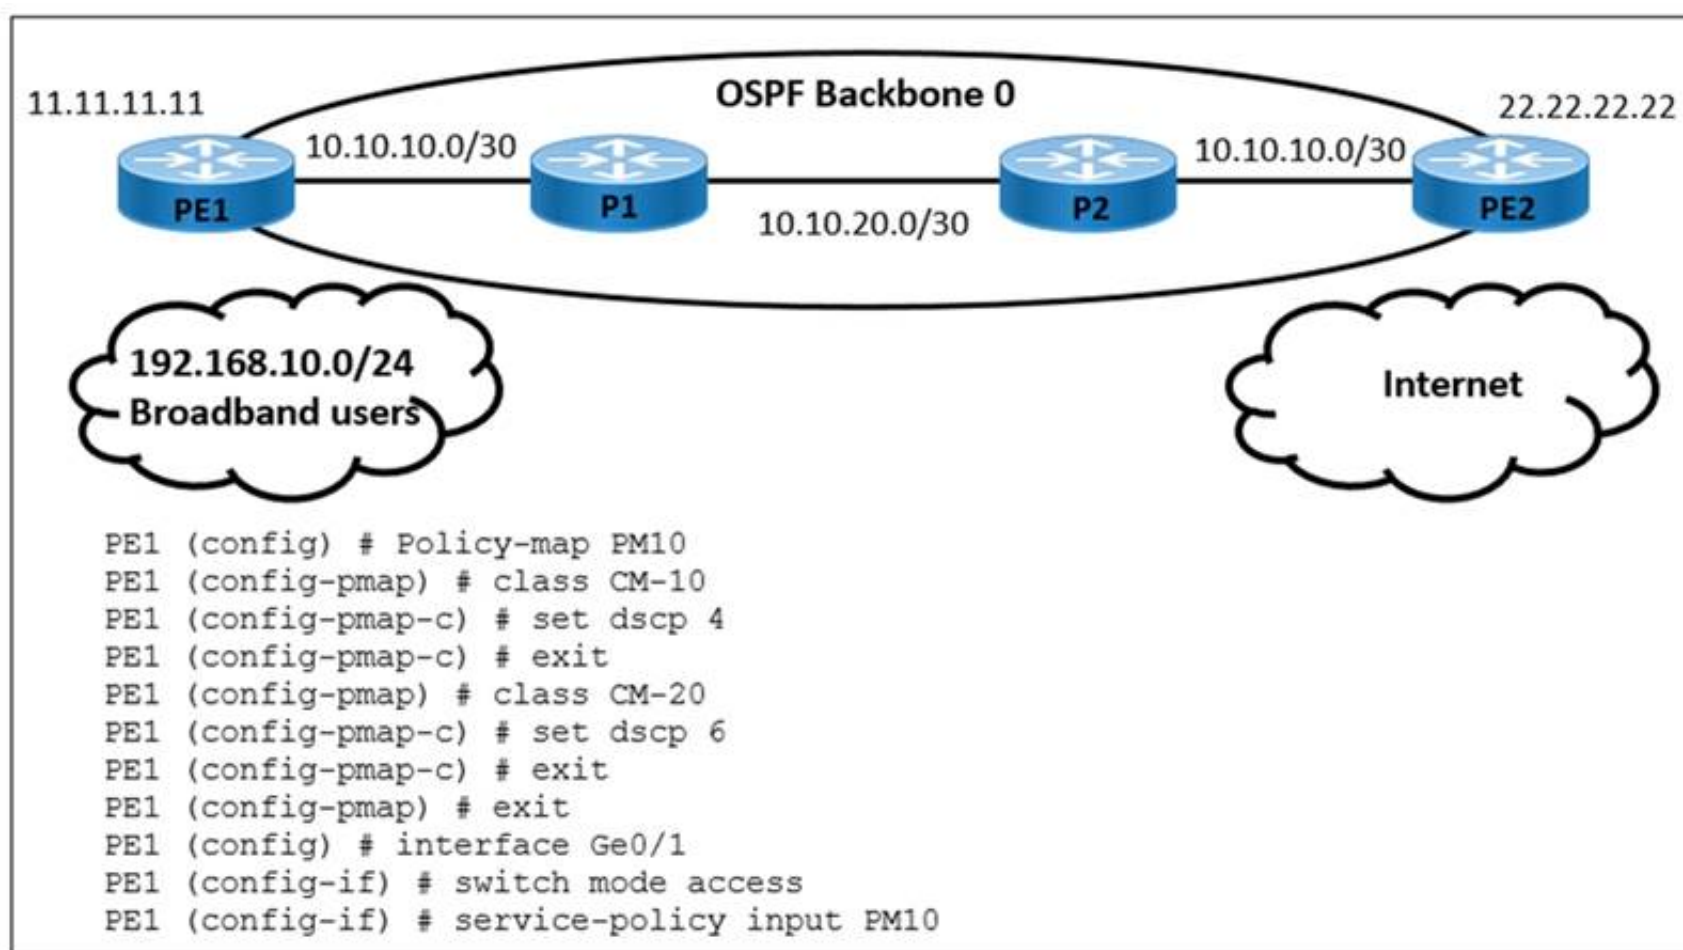 OSPF Backbone 0
11.11.11.11
22.22.22.22
10.10.10.0/30
10.10.10.0/30
PE1
P1
P2
PE2
10.10.20.0/30
192.168.10.0/24
Broadband users
Internet
PE1 (config) # Policy-map PM10
PE1 (config-pmap) # class CM-10
PE1 (config-pmap-c) # set dscp 4
PE1 (config-pmap-c) # exit
PE1 (config-pmap) # class CM-20
PE1 (config-pmap-c) # set dscp 6
PE1 (config-pmap-c) # exit
PE1 (config-pmap) # exit
PE1 (config) # interface Ge0/1
PE1 (config-if) # switch mode access
PE1 (config-if) # service-policy input PM10